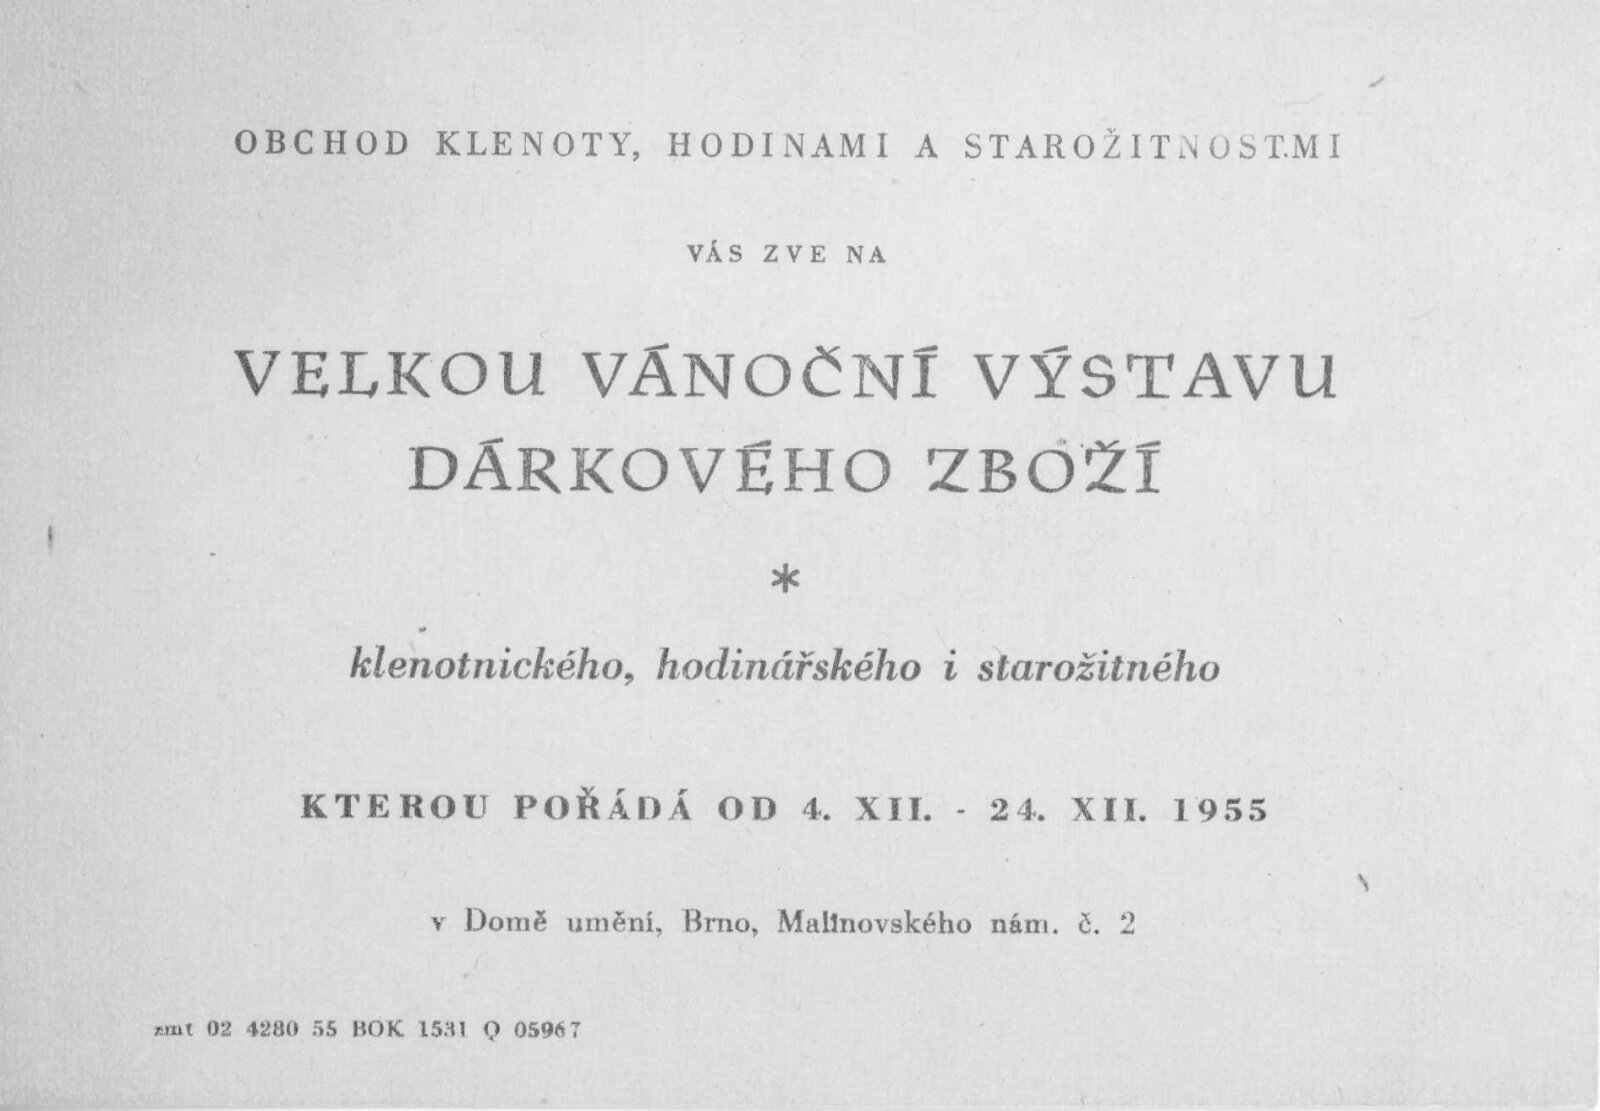 OBCHOD KLENOTY, HODINAMI A STAROŽITNOSTMI
VÁS ZVE NA
VELKOU VÁNOČNÍ VÝSTAVU
DÁRKOVÉHO ZBOŽÍ
*
klenotnického, hodinářského i starožitného
KTEROU POŘÁDÁ OD 4. XII. - 24. XII. 1955
v Domě umění, Brno, Malinovského nám. č. 2
zmt 02 4280 55 BOK 1531 Q 05967